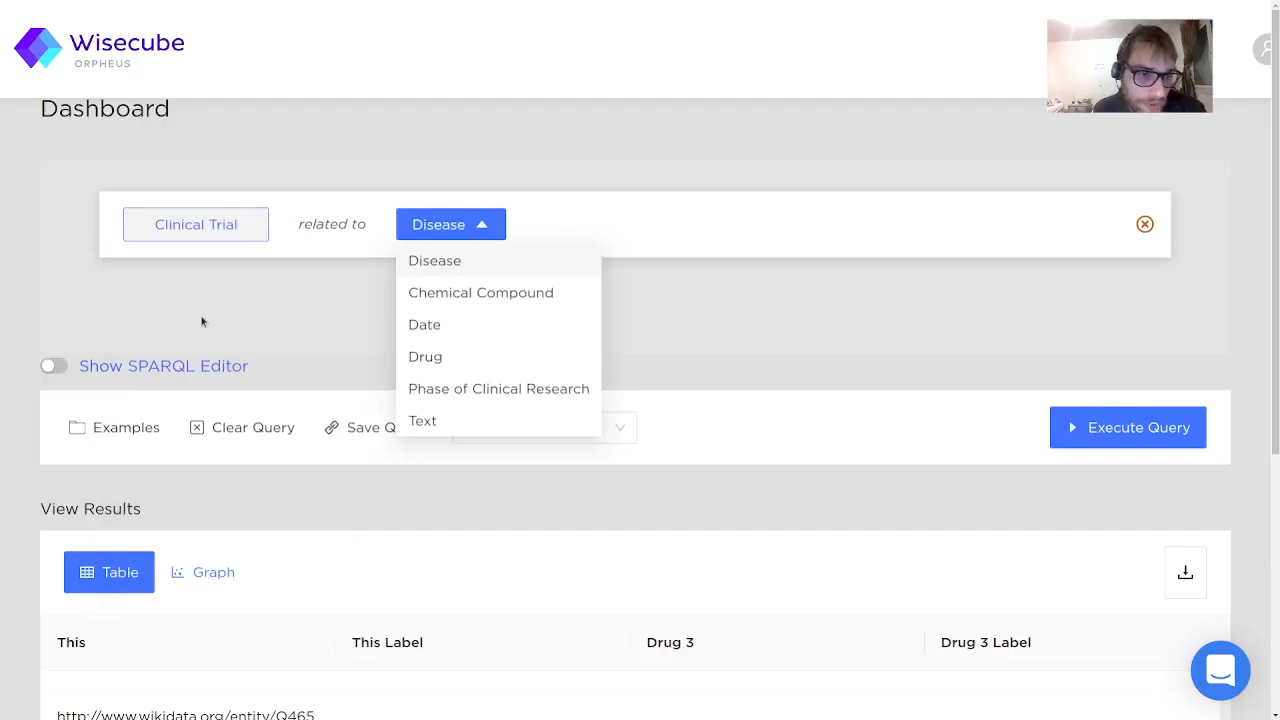 Wisecube
ORPHEUS
Dashboard
Clinical Trial related to Disease
Disease
Chemical Compound
Date
Drug
Phase of Clinical Research
Text
Show SPARQL Editor
Examples Clear Query Save Q Execute Query
View Results
Table Graph
This This Label Drug 3 Drug 3 Label
http://www.wikidata.org/entity/Q465